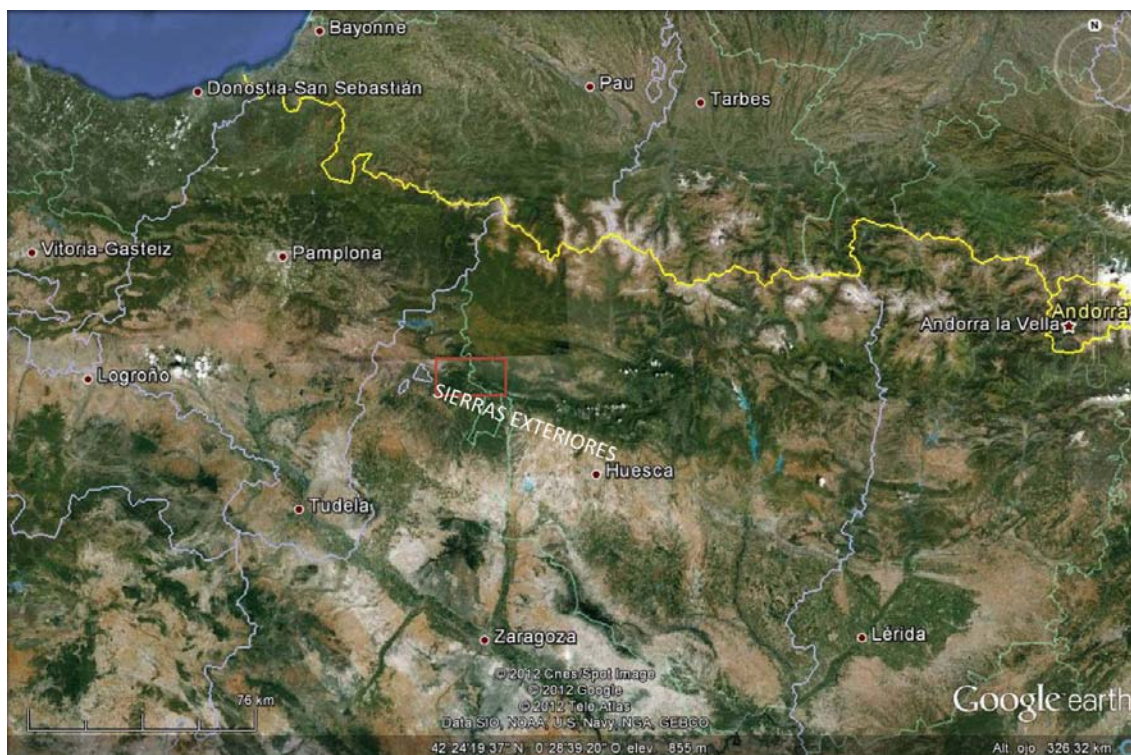 Bayonne
N
Donostia-San Sebastián
Pau
Tarbes
Vitoria-Gasteiz
Pamplona
Andorra
Andorra la Vella
Logroño
SIERRAS EXTERIORES
Huesca
Tudela
Zaragoza
Lérida
© 2012 Cnes/Spot Image
© 2012 Google
© 2012 Tele Atlas
Data SIO, NOAA, U.S. Navy, NGA, GEBCO
Google earth
76 km
42°24'19.37" N 0°28'39.20" O elev 855 m
Alt. ojo 326.32 km